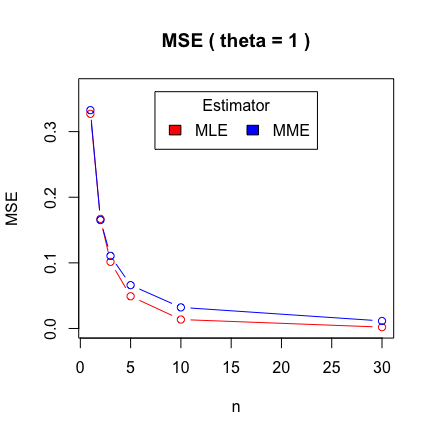 MSE ( theta = 1 )
Estimator
MLE MME
MSE
0.3
0.2
0.1
0.0
0 5 10 15 20 25 30
n